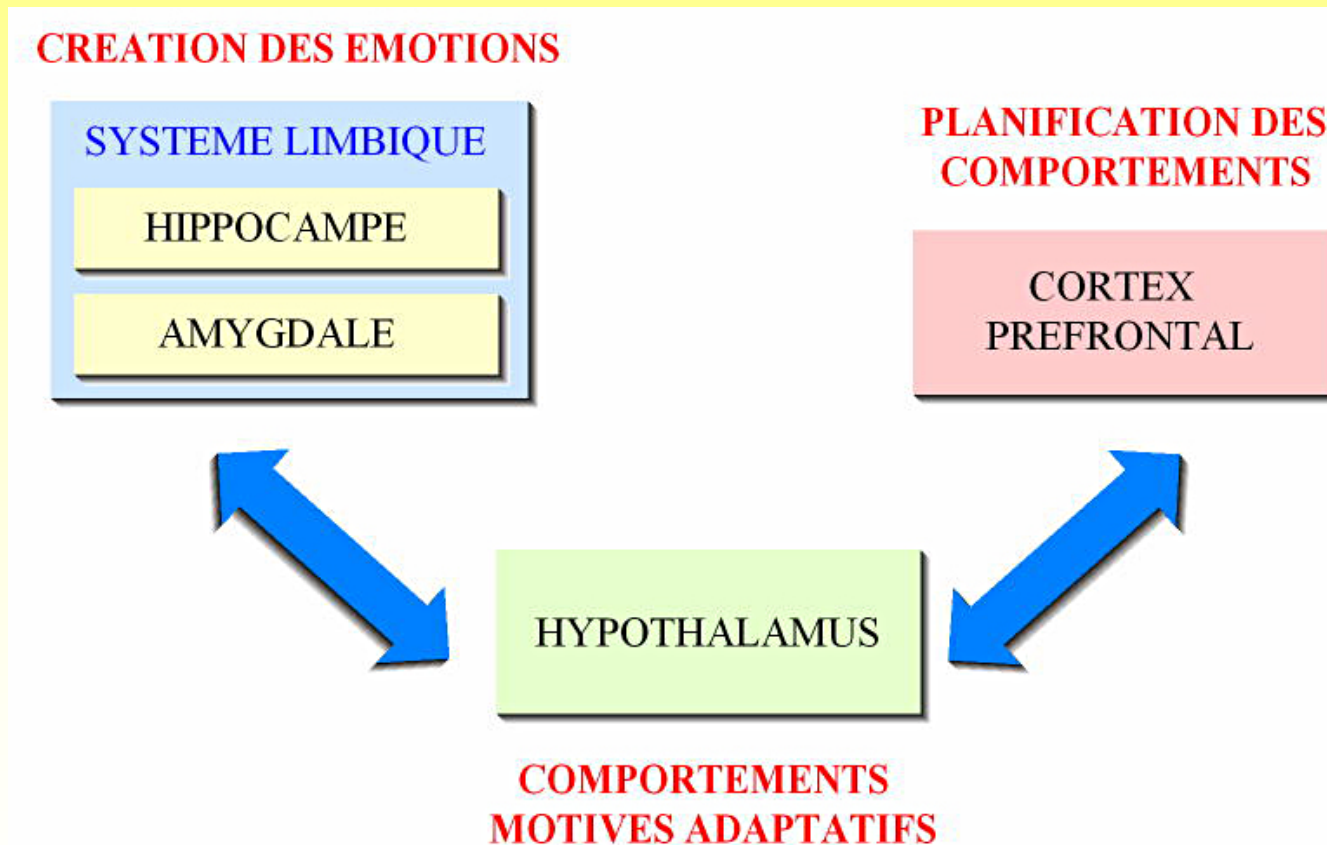 CREATION DES EMOTIONS
SYSTEME LIMBIQUE
HIPPOCAMPE
AMYGDALE
PLANIFICATION DES
COMPORTEMENTS
CORTEX
PREFRONTAL
HYPOTHALAMUS
COMPORTEMENTS
MOTIVES ADAPTATIFS